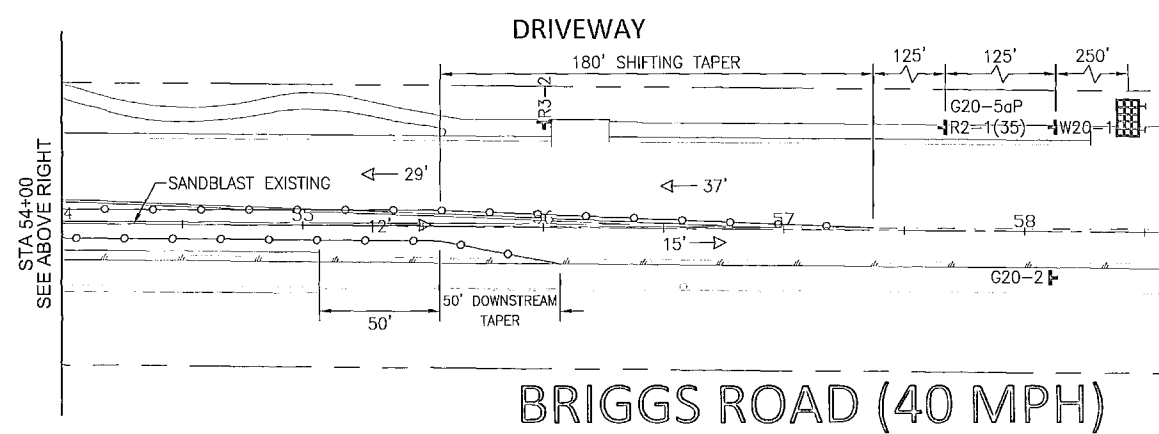 DRIVEWAY
180' SHIFTING TAPER
125'
125'
250'
R3-2
G20-5aP
R2-1(35)
W20-1
29'
37'
SANDBLAST EXISTING
STA 54+00
SEE ABOVE RIGHT
4
55
56
57
58
12'
15'
G20-2
50'
50' DOWNSTREAM
TAPER
BRIGGS ROAD (40 MPH)